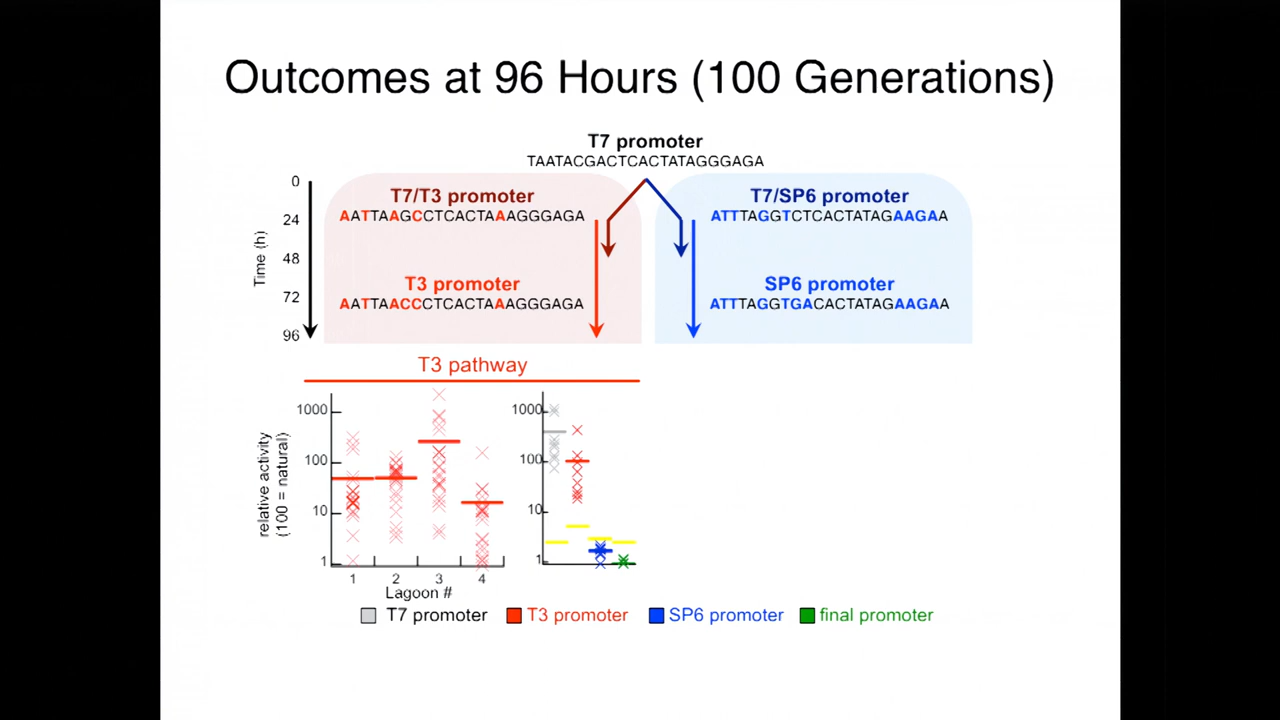 Outcomes at 96 Hours (100 Generations)
T7 promoter
TAATACGACTCACTATAGGGAGA
T7/T3 promoter
AATTAAGCCTCACTAAAGGGAGA
T7/SP6 promoter
ATTTAGGTCTCACTATAGAAGAA
T3 promoter
AATTAACCCTCACTAAAGGGAGA
SP6 promoter
ATTTAGGTGACACTATAGAAGAA
Time (h)
0
24
48
72
96
T3 pathway
relative activity
(100 = natural)
1000
100
10
1
1 2 3 4
Lagoon #
1000
100
10
1
T7 promoter T3 promoter SP6 promoter final promoter